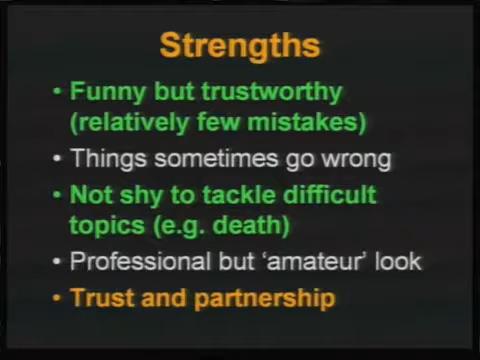 Strengths
• Funny but trustworthy
(relatively few mistakes)
• Things sometimes go wrong
• Not shy to tackle difficult
topics (e.g. death)
• Professional but ‘amateur’ look
• Trust and partnership